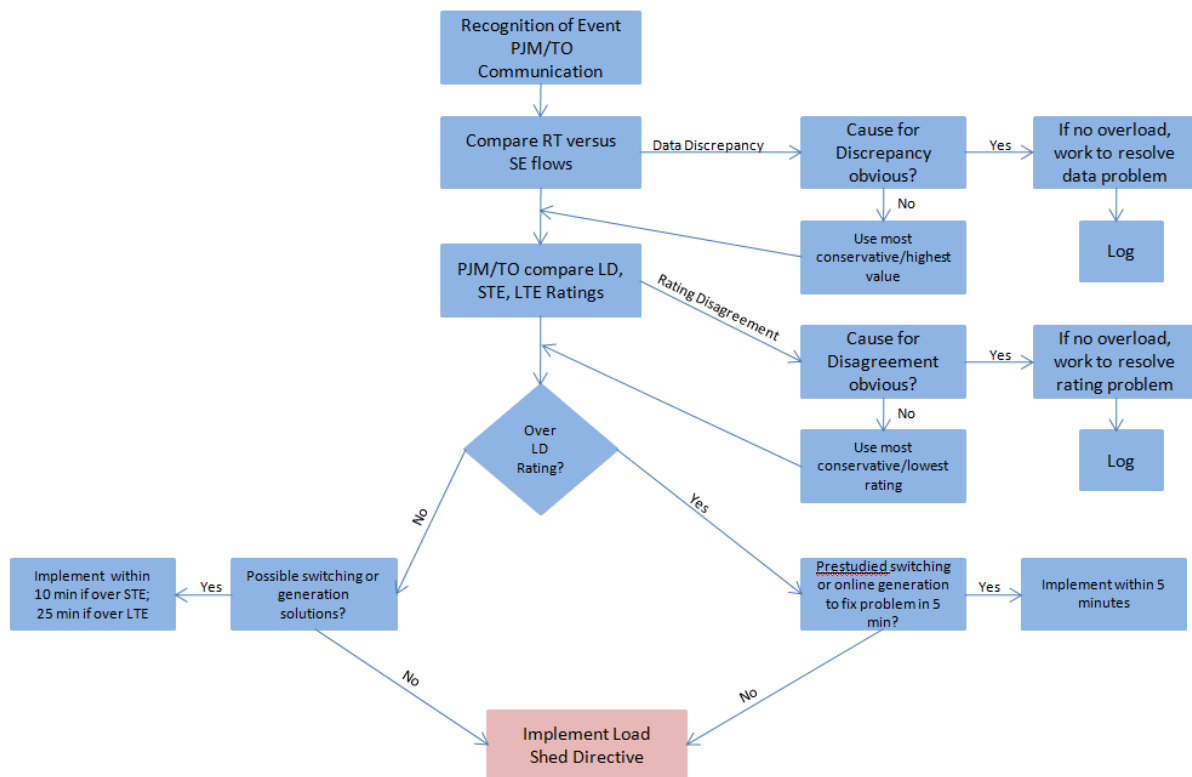 Recognition of Event
PJM/TO
Communication
Compare RT versus
SE flows
Data Discrepancy
Cause for
Discrepancy
obvious?
Yes
If no overload,
work to resolve
data problem
No
Log
Use most
conservative/highest
value
PJM/TO compare LD,
STE, LTE Ratings
Rating Disagreement
Cause for
Disagreement
obvious?
Yes
If no overload,
work to resolve
rating problem
No
Log
Use most
conservative/lowest
rating
Over
LD
Rating?
No
Yes
Implement within
10 min if over STE;
25 min if over LTE
Yes
Possible switching or
generation
solutions?
Prestudied switching
or online generation
to fix problem in 5
min?
Yes
Implement within 5
minutes
No
No
Implement Load
Shed Directive